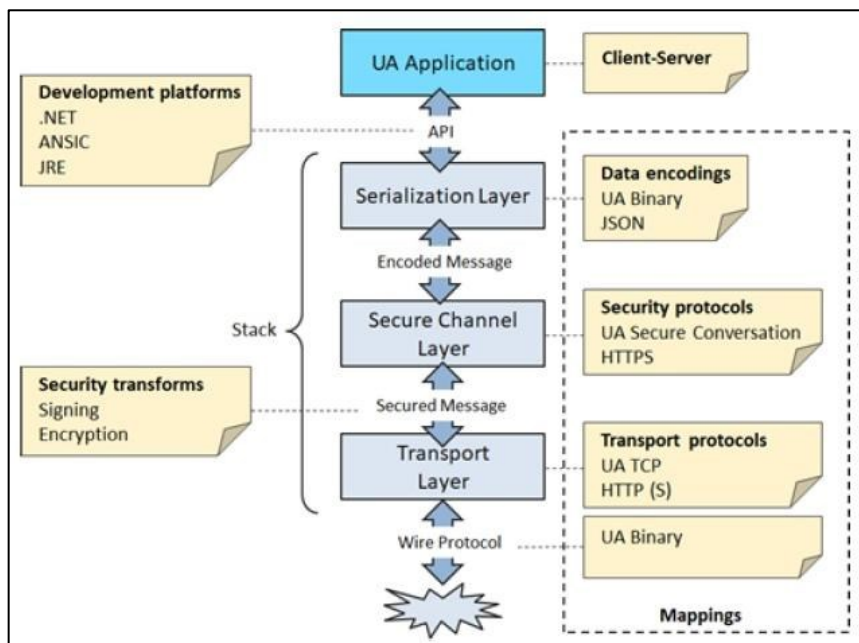 UA Application
Client-Server
Development platforms
.NET
ANSIC
JRE
API
Serialization Layer
Data encodings
UA Binary
JSON
Encoded Message
Stack
Secure Channel
Layer
Security protocols
UA Secure Conversation
HTTPS
Security transforms
Signing
Encryption
Secured Message
Transport
Layer
Transport protocols
UA TCP
HTTP (S)
Wire Protocol
UA Binary
Mappings